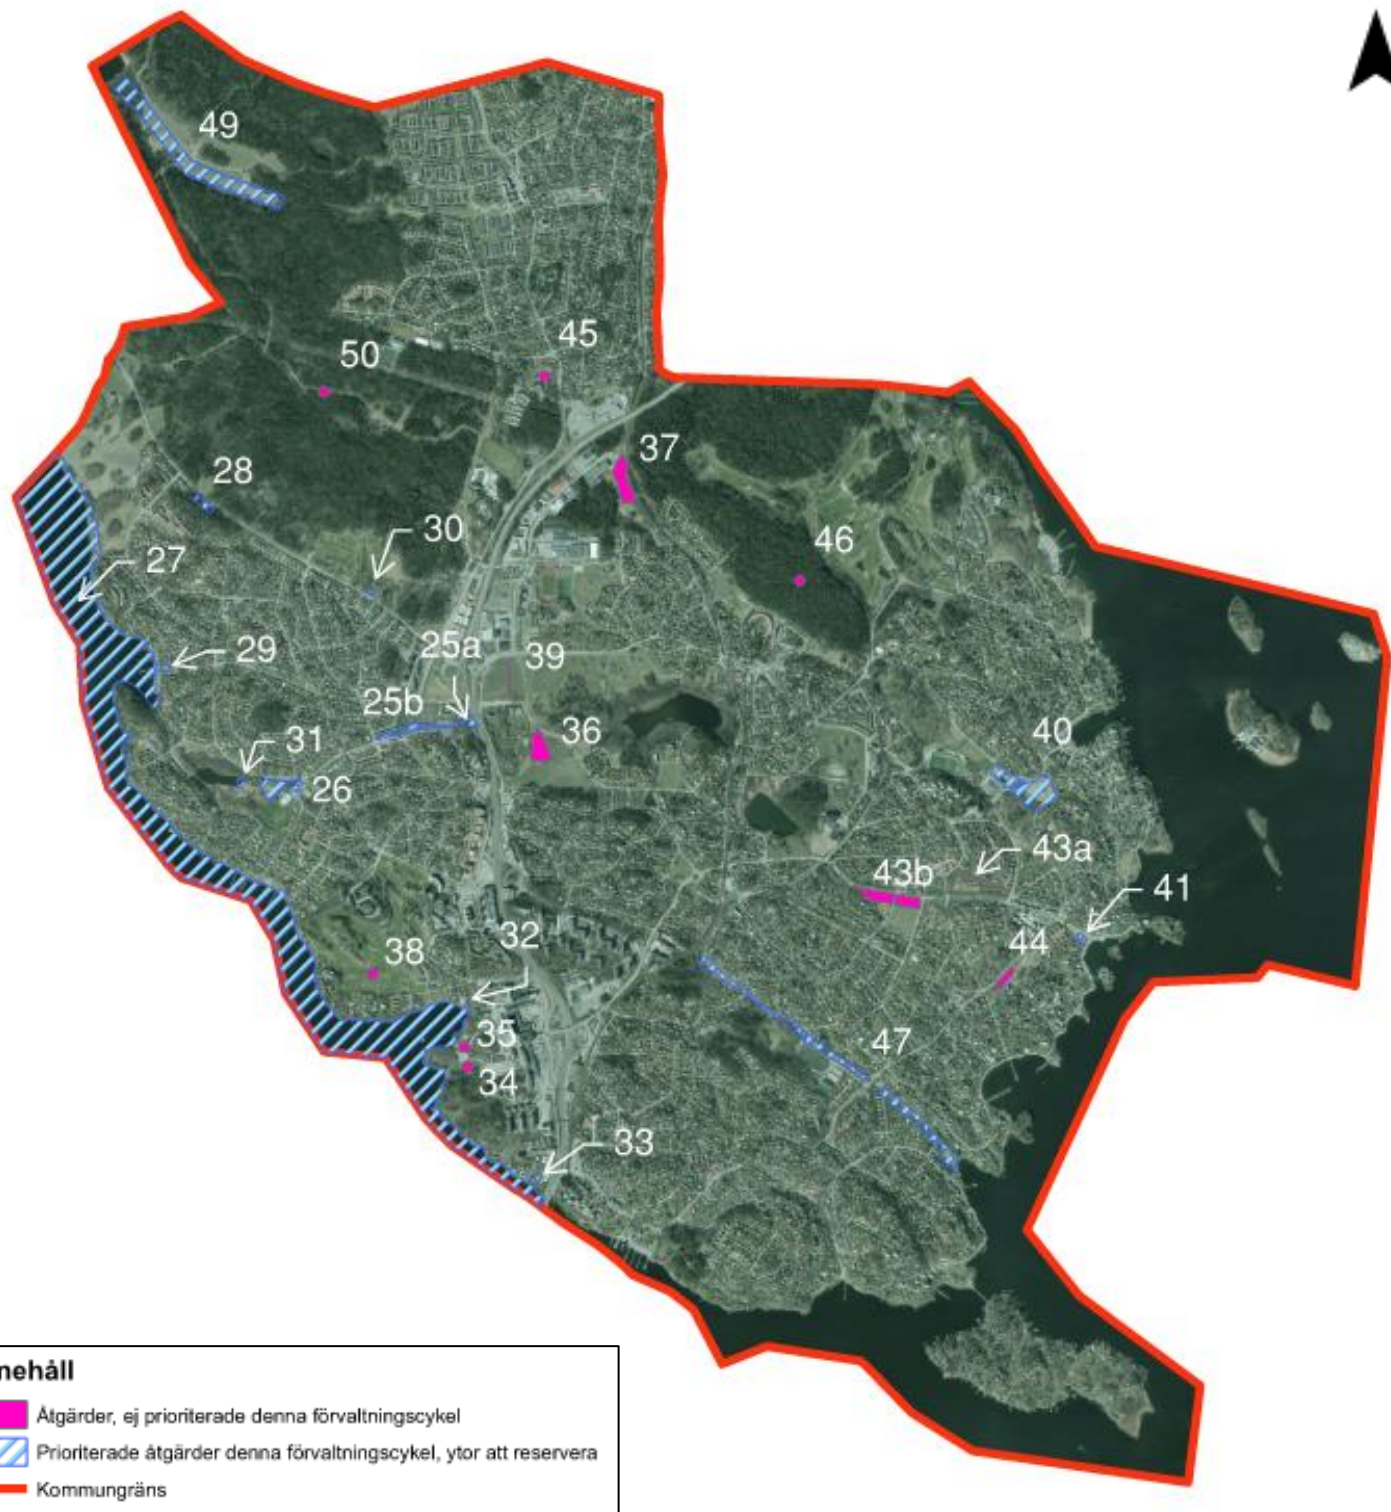 49
45
50
37
28
30
46
27
29
25a
39
25b
36
40
31
26
43a
43b
41
32
44
38
35
47
34
33
nehåll
Åtgärder, ej prioriterade denna förvaltningscykel
Prioriterade åtgärder denna förvaltningscykel, ytor att reservera
Kommungräns